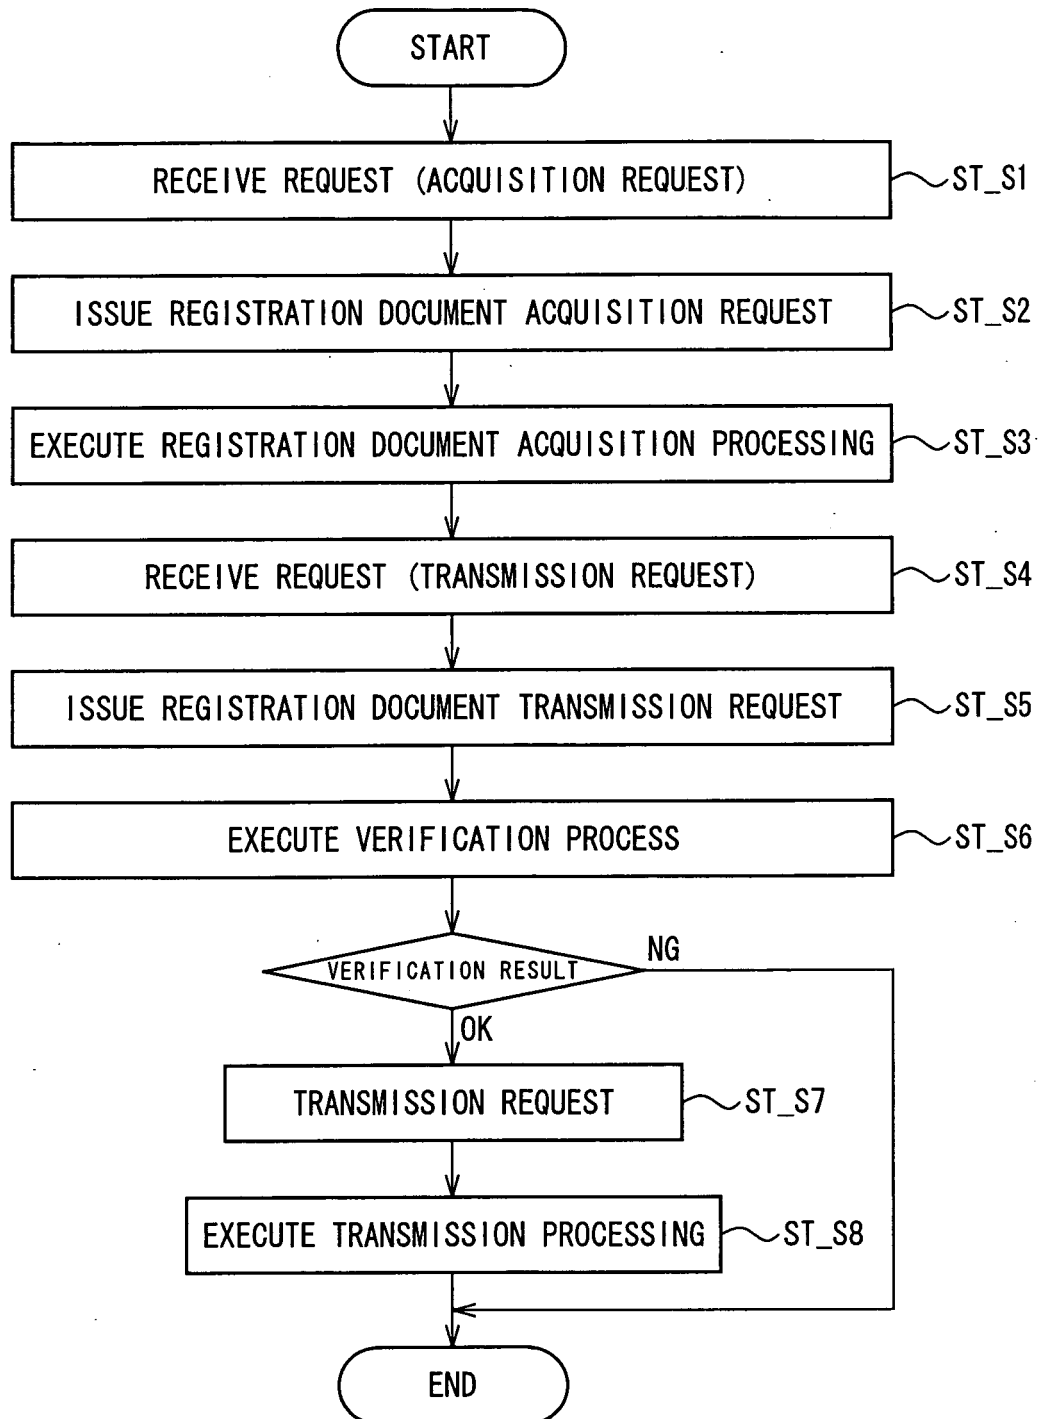 START
RECEIVE REQUEST (ACQUISITION REQUEST)
ST_S1
ISSUE REGISTRATION DOCUMENT ACQUISITION REQUEST
ST_S2
EXECUTE REGISTRATION DOCUMENT ACQUISITION PROCESSING
ST_S3
RECEIVE REQUEST (TRANSMISSION REQUEST)
ST_S4
ISSUE REGISTRATION DOCUMENT TRANSMISSION REQUEST
ST_S5
EXECUTE VERIFICATION PROCESS
ST_S6
NG
VERIFICATION RESULT
OK
TRANSMISSION REQUEST
ST_S7
EXECUTE TRANSMISSION PROCESSING
ST_S8
END